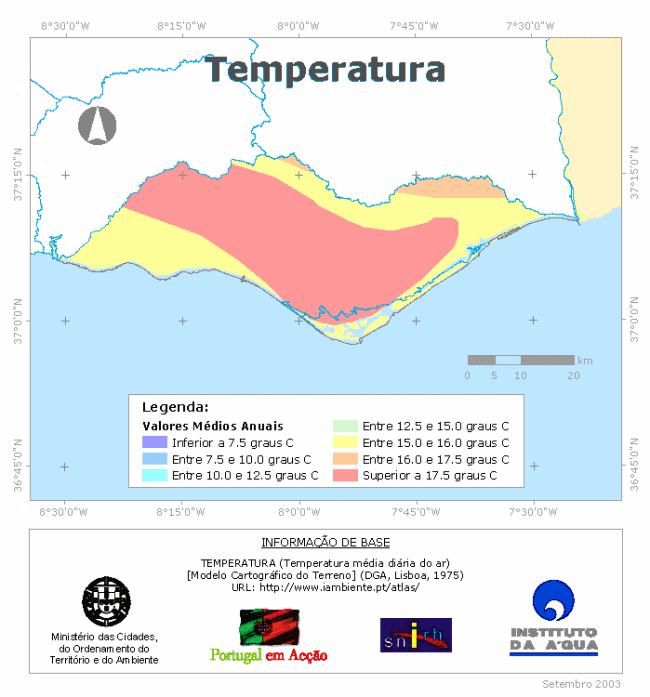 8°30'0"W 8°15'0"W 8°0'0"W 7°45'0"W 7°30'0"W
Temperatura
37°15'0"N 37°15'0"N
37°0'0"N 37°0'0"N
km
0 5 10 20
Legenda:
Valores Médios Anuais
Inferior a 7.5 graus C
Entre 7.5 e 10.0 graus C
Entre 10.0 e 12.5 graus C
Entre 12.5 e 15.0 graus C
Entre 15.0 e 16.0 graus C
Entre 16.0 e 17.5 graus C
Superior a 17.5 graus C
36°45'0"N 36°45'0"N
8°30'0"W 8°15'0"W 8°0'0"W 7°45'0"W 7°30'0"W
INFORMAÇÃO DE BASE
TEMPERATURA (Temperatura média diária do ar)
[Modelo Cartográfico do Terreno] (DGA, Lisboa, 1975)
URL: http://www.iambiente.pt/atlas/
Ministério das Cidades,
do Ordenamento do
Território e do Ambiente
Portugal em Acção
snirh
INSTITUTO
DA ÁGUA
Setembro 2003